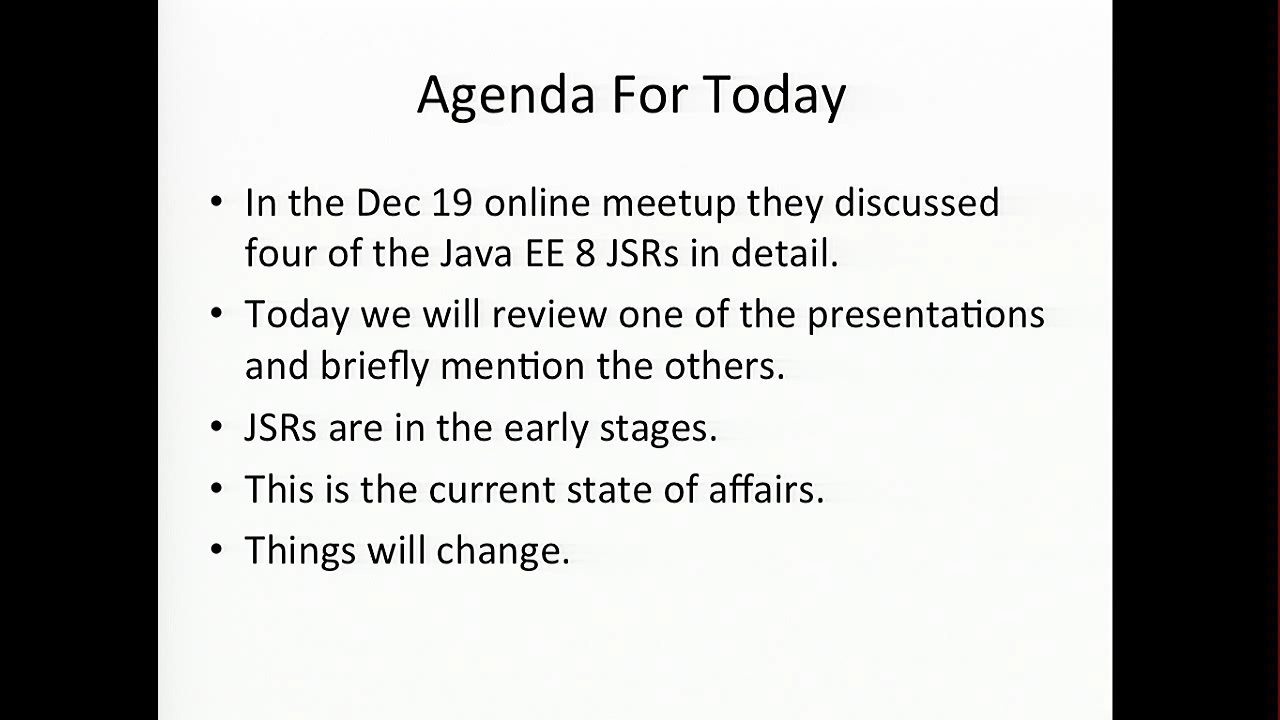 Agenda For Today
• In the Dec 19 online meetup they discussed
four of the Java EE 8 JSRs in detail.
• Today we will review one of the presentations
and briefly mention the others.
• JSRs are in the early stages.
• This is the current state of affairs.
• Things will change.